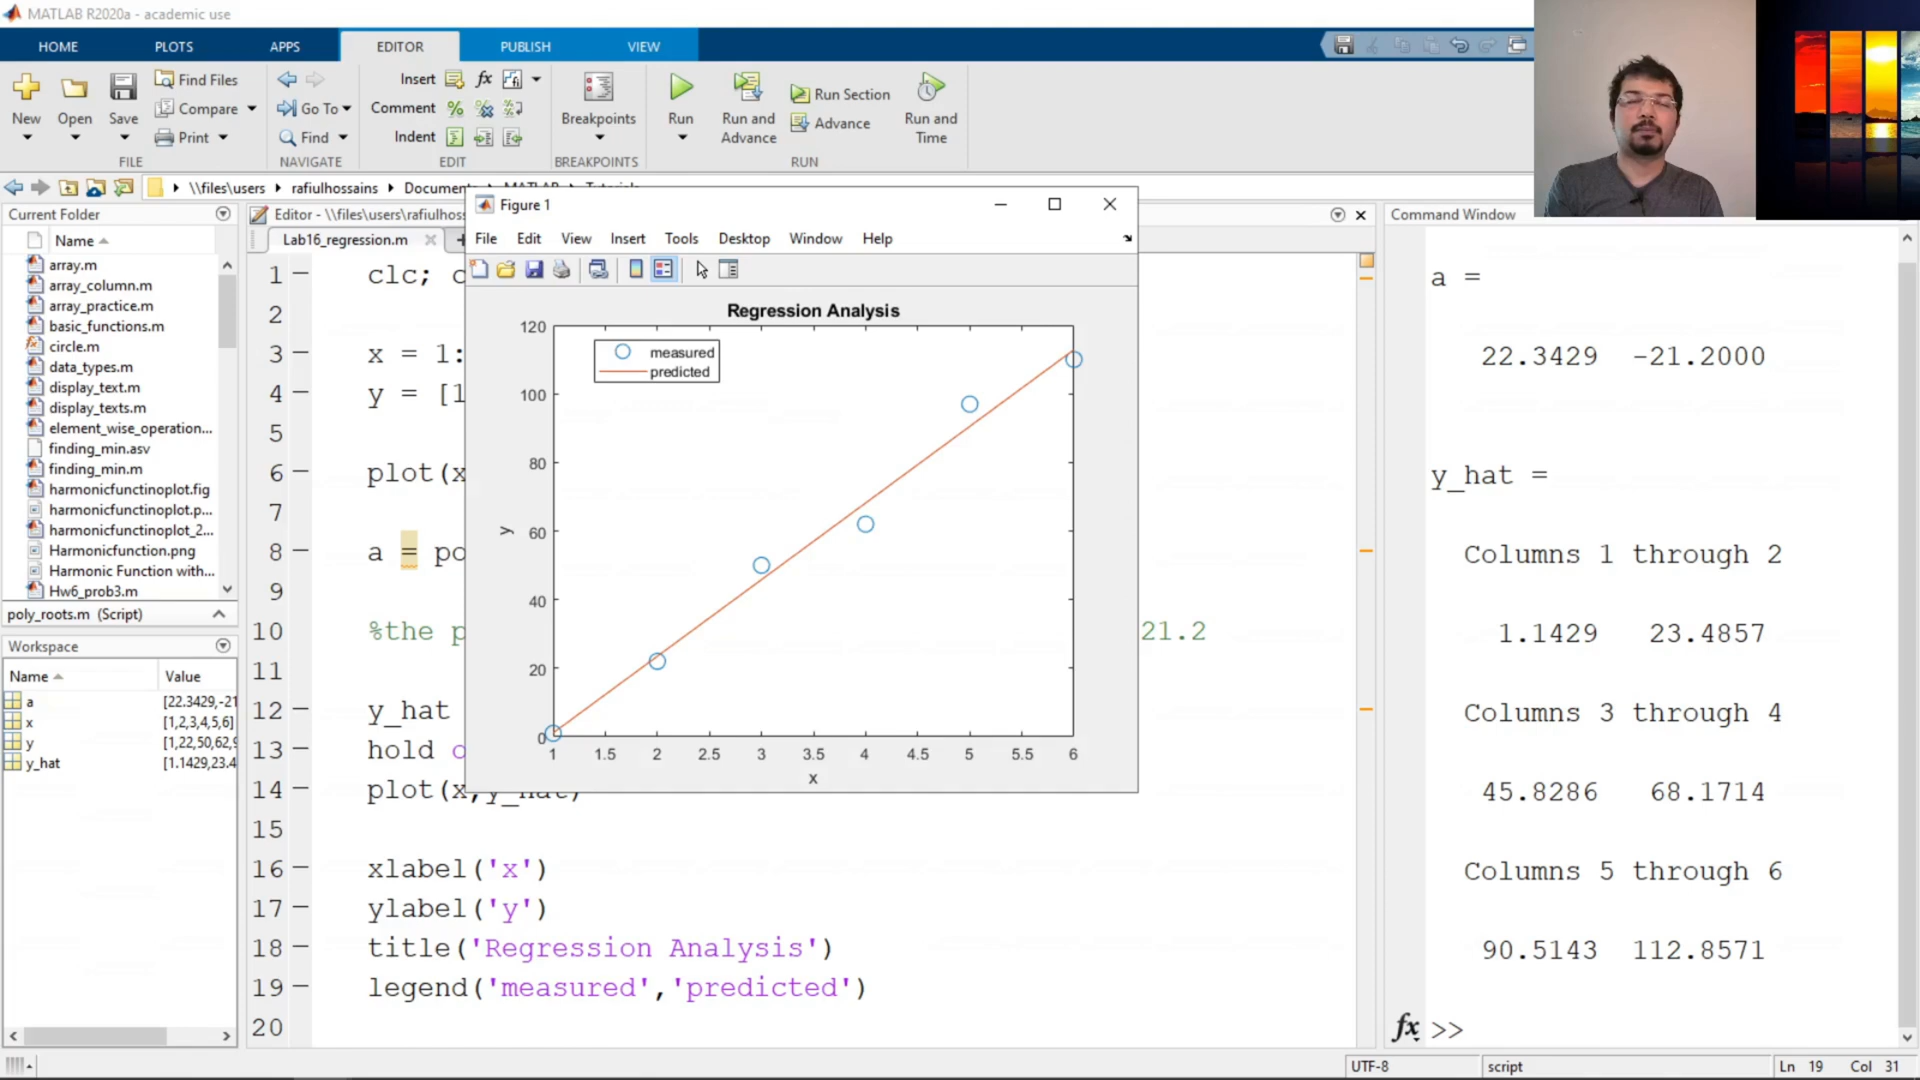 MATLAB R2020a - academic use
HOME PLOTS APPS EDITOR PUBLISH VIEW
New Open Save Find Files Compare Print
FILE
Go To Find
NAVIGATE
Insert fx
Comment %
Indent
EDIT
Breakpoints
BREAKPOINTS
Run Run and Advance Run Section Advance Run and Time
RUN
\\files\users rafiulhossains
Current Folder
Name
array.m
array_column.m
array_practice.m
basic_functions.m
circle.m
data_types.m
display_text.m
display_texts.m
element_wise_operation...
finding_min.asv
finding_min.m
harmonicfunctinoplot.fig
harmonicfunctinoplot.p...
harmonicfunctinoplot_2...
Harmonicfunction.png
Harmonic Function with...
Hw6_prob3.m
poly_roots.m (Script)
Workspace
Name Value
a [22.3429,-21
x [1,2,3,4,5,6]
y [1,22,50,62,9
y_hat [1.1429,23.4
Editor - \\files\users\rafiulhoss
Lab16_regression.m
1 clc; c
2
3 x = 1:
4 y = [1
5
6 plot(x
7
8 a = po
9
10 %the p 21.2
11
12 y_hat
13 hold o
14 plot(x,y_hat)
15
16 xlabel('x')
17 ylabel('y')
18 title('Regression Analysis')
19 legend('measured','predicted')
20
Figure 1
File Edit View Insert Tools Desktop Window Help
Regression Analysis
measured
predicted
120
100
80
60
40
20
0
y
1 1.5 2 2.5 3 3.5 4 4.5 5 5.5 6
x
Command Window
a =
22.3429 -21.2000
y_hat =
Columns 1 through 2
1.1429 23.4857
Columns 3 through 4
45.8286 68.1714
Columns 5 through 6
90.5143 112.8571
fx >>
UTF-8 script Ln 19 Col 31